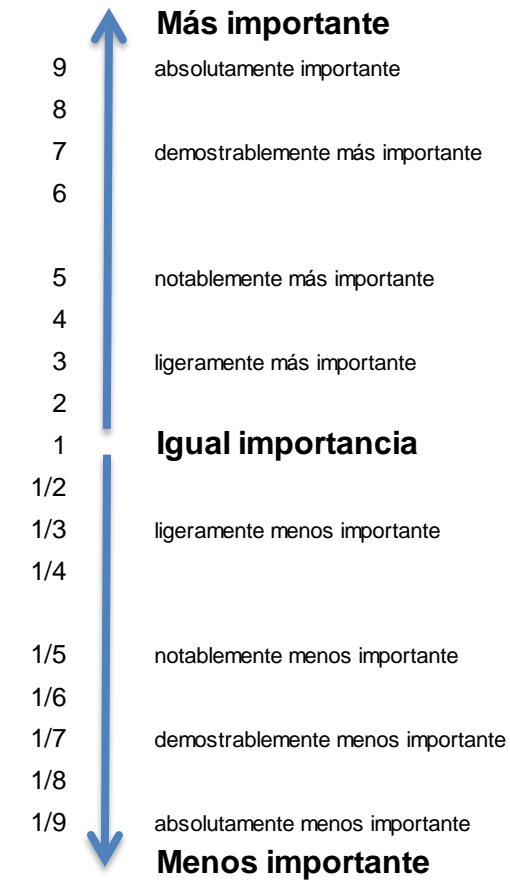 Más importante
9 absolutamente importante
8
7 demostrablemente más importante
6
5 notablemente más importante
4
3 ligeramente más importante
2
1 Igual importancia
1/2
1/3 ligeramente menos importante
1/4
1/5 notablemente menos importante
1/6
1/7 demostrablemente menos importante
1/8
1/9 absolutamente menos importante
Menos importante